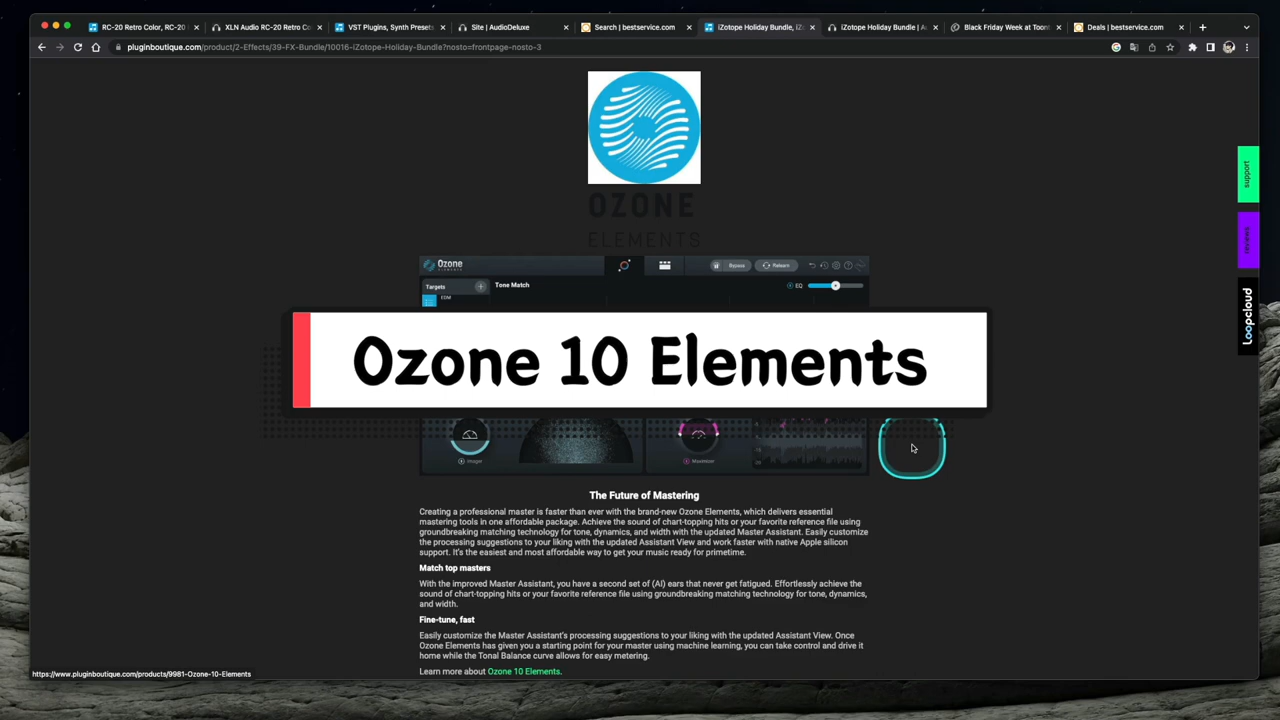 RC-20 Retro Color, RC-20
XLN Audio RC-20 Retro Co
VST Plugins, Synth Presets
Site | AudioDeluxe
Search | bestservice.com
iZotope Holiday Bundle, iZ
iZotope Holiday Bundle | Au
Black Friday Week at Toon
Deals | bestservice.com
pluginboutique.com/product/2-Effects/39-FX-Bundle/10016-iZotope-Holiday-Bundle?nosto=frontpage-nosto-3
OZONE
ELEMENTS
support
reviews
Loopcloud
Ozone
ELEMENTS
Bypass
Relearn
Targets
Tone Match
EQ
EDM
Ozone 10 Elements
Imager
Maximizer
The Future of Mastering
Creating a professional master is faster than ever with the brand-new Ozone Elements, which delivers essential
mastering tools in one affordable package. Achieve the sound of chart-topping hits or your favorite reference file using
groundbreaking matching technology for tone, dynamics, and width with the updated Master Assistant. Easily customize
the processing suggestions to your liking with the updated Assistant View and work faster with native Apple silicon
support. It's the easiest and most affordable way to get your music ready for primetime.
Match top masters
With the improved Master Assistant, you have a second set of (AI) ears that never get fatigued. Effortlessly achieve the
sound of chart-topping hits or your favorite reference file using groundbreaking matching technology for tone, dynamics,
and width.
Fine-tune, fast
Easily customize the Master Assistant's processing suggestions to your liking with the updated Assistant View. Once
Ozone Elements has given you a starting point for your master using machine learning, you can take control and drive it
home while the Tonal Balance curve allows for easy metering.
Learn more about Ozone 10 Elements.
https://www.pluginboutique.com/products/9981-Ozone-10-Elements